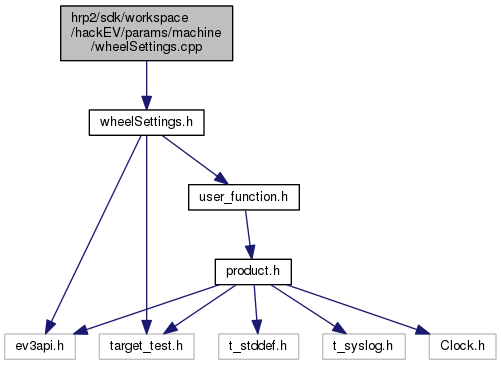 hrp2/sdk/workspace
/hackEV/params/machine
/wheelSettings.cpp
wheelSettings.h
user_function.h
product.h
ev3api.h
target_test.h
t_stddef.h
t_syslog.h
Clock.h